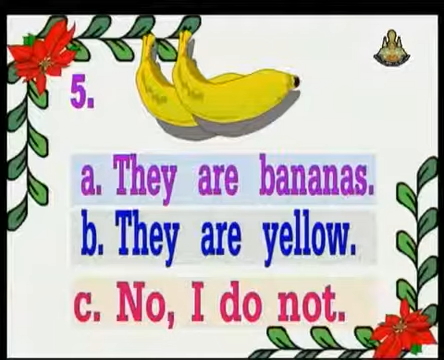 5.
a. They are bananas.
b. They are yellow.
c. No, I do not.